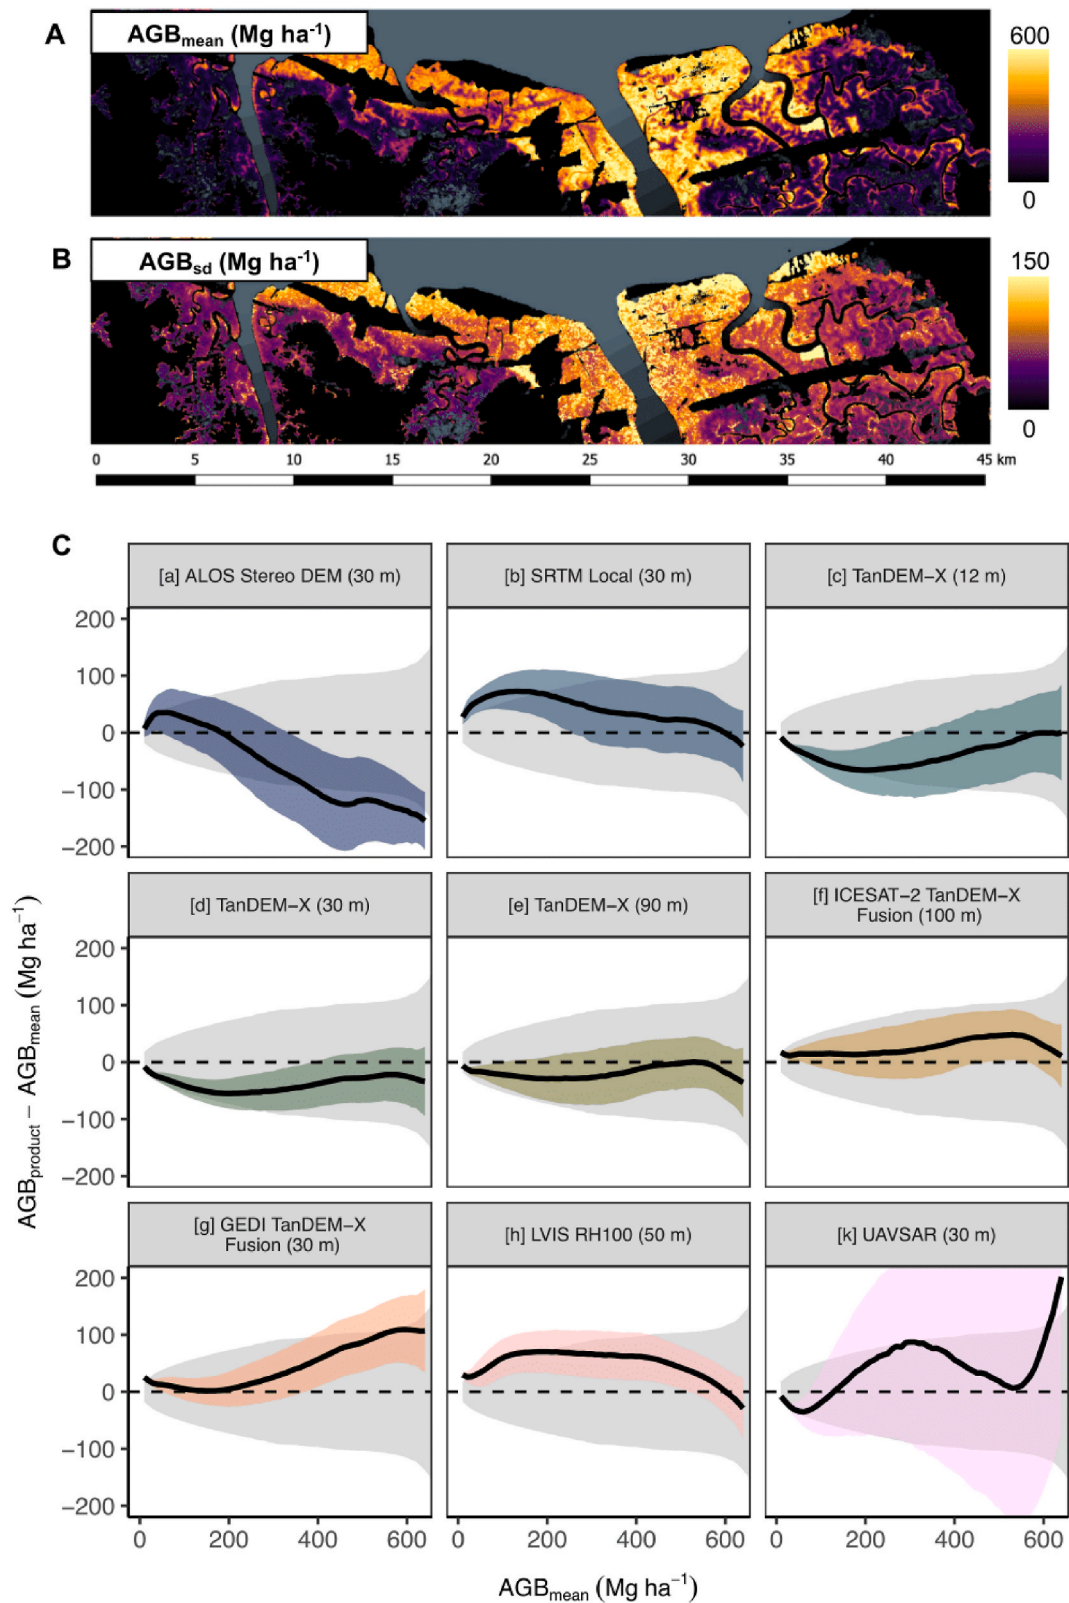 A
AGBmean (Mg ha⁻¹)
600
0
B
AGBsd (Mg ha⁻¹)
150
0
0 5 10 15 20 25 30 35 40 45 km
C
[a] ALOS Stereo DEM (30 m)
[b] SRTM Local (30 m)
[c] TanDEM−X (12 m)
200
100
0
−100
−200
[d] TanDEM−X (30 m)
[e] TanDEM−X (90 m)
[f] ICESAT−2 TanDEM−X
Fusion (100 m)
200
100
0
−100
−200
[g] GEDI TanDEM−X
Fusion (30 m)
[h] LVIS RH100 (50 m)
[k] UAVSAR (30 m)
200
100
0
−100
−200
0 200 400 600
0 200 400 600
0 200 400 600
AGBproduct − AGBmean (Mg ha⁻¹)
AGBmean (Mg ha⁻¹)